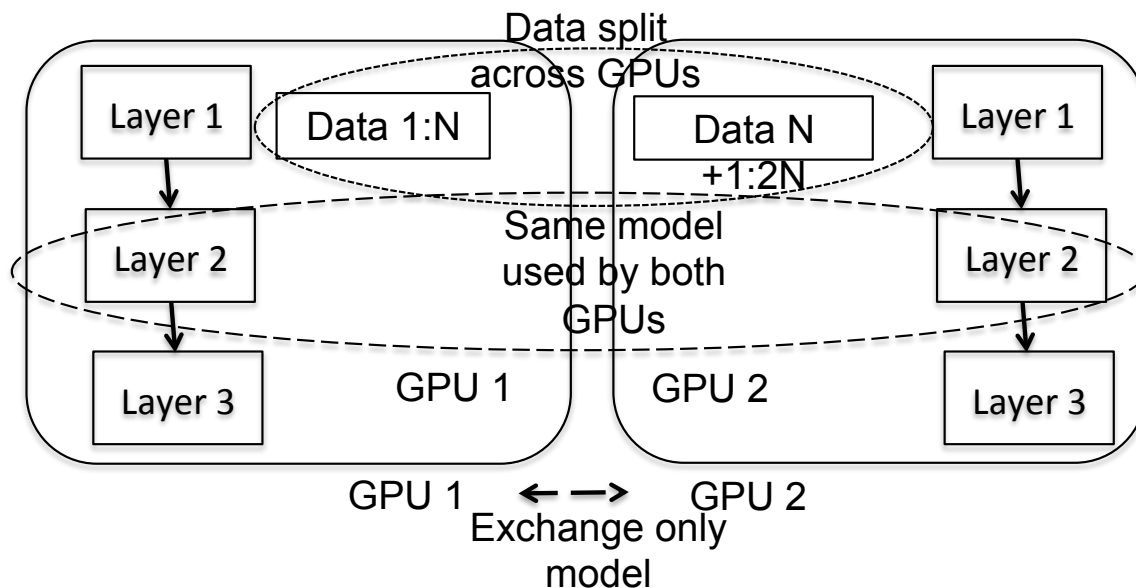 Data split
across GPUs
Layer 1
Data 1:N
Data N
+1:2N
Layer 1
Same model
used by both
GPUs
Layer 2
Layer 2
Layer 3
GPU 1
GPU 2
Layer 3
GPU 1
GPU 2
Exchange only
model